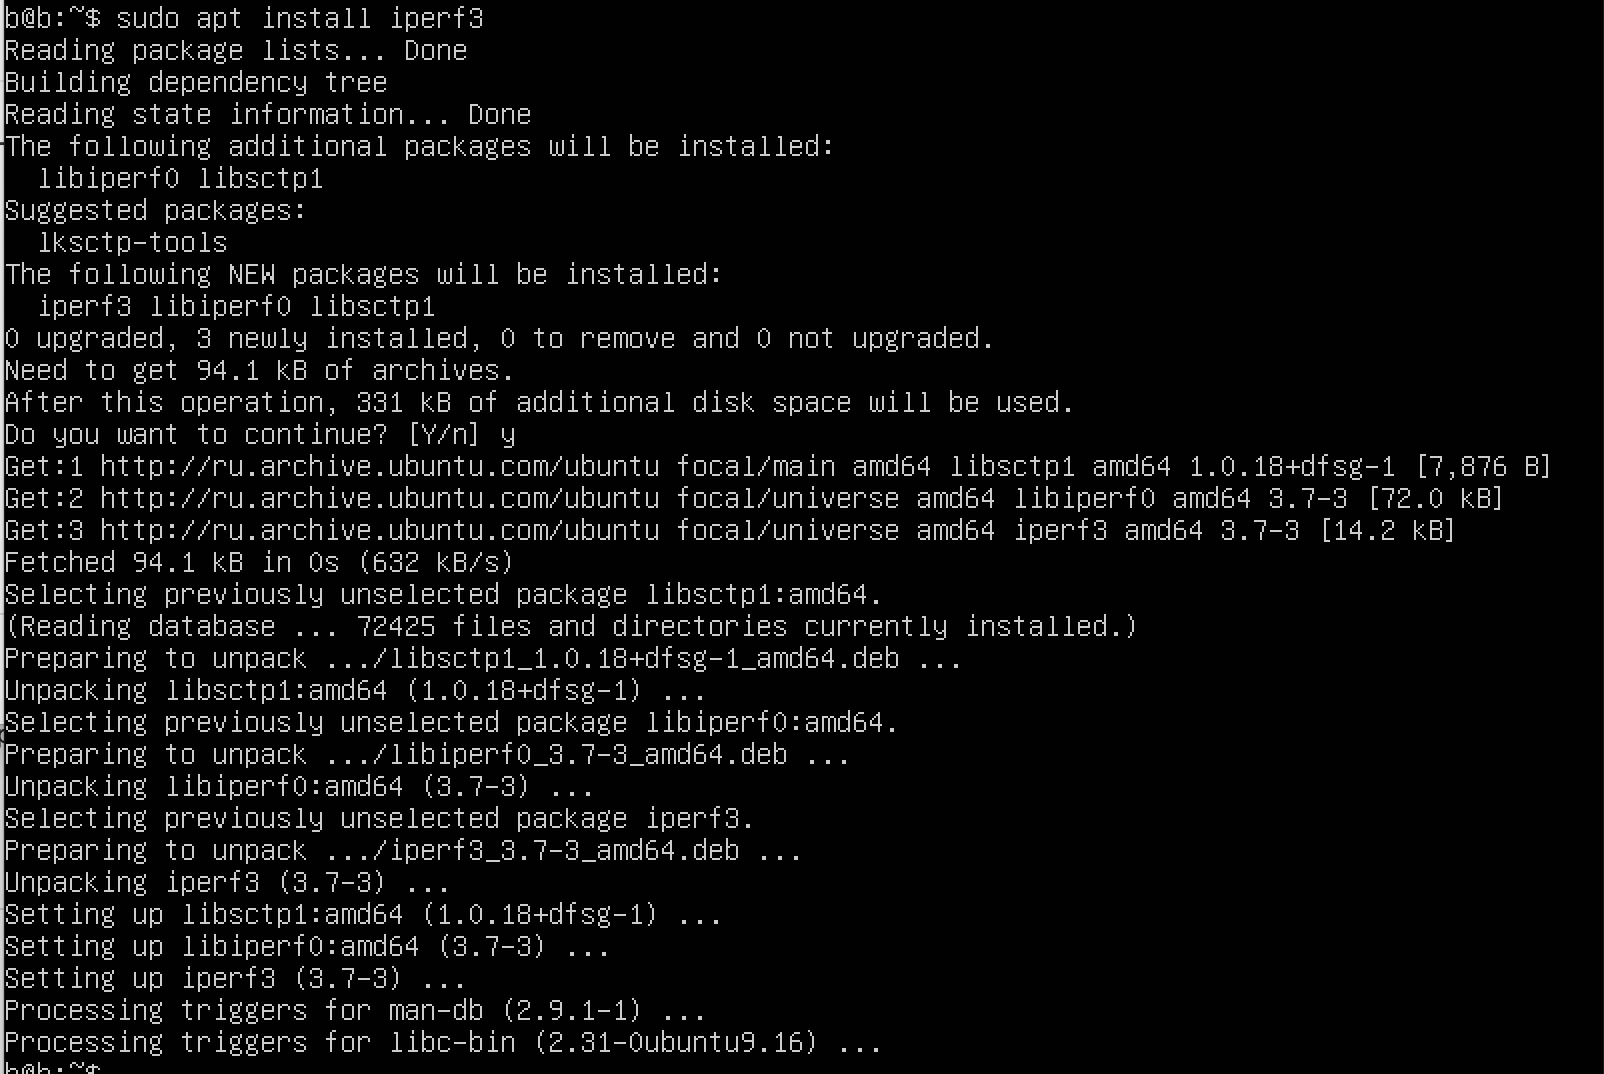 b@b:~$ sudo apt install iperf3
Reading package lists... Done
Building dependency tree
Reading state information... Done
The following additional packages will be installed:
  libiperf0 libsctp1
Suggested packages:
  lksctp-tools
The following NEW packages will be installed:
  iperf3 libiperf0 libsctp1
0 upgraded, 3 newly installed, 0 to remove and 0 not upgraded.
Need to get 94.1 kB of archives.
After this operation, 331 kB of additional disk space will be used.
Do you want to continue? [Y/n] y
Get:1 http://ru.archive.ubuntu.com/ubuntu focal/main amd64 libsctp1 amd64 1.0.18+dfsg-1 [7,876 B]
Get:2 http://ru.archive.ubuntu.com/ubuntu focal/universe amd64 libiperf0 amd64 3.7-3 [72.0 kB]
Get:3 http://ru.archive.ubuntu.com/ubuntu focal/universe amd64 iperf3 amd64 3.7-3 [14.2 kB]
Fetched 94.1 kB in 0s (632 kB/s)
Selecting previously unselected package libsctp1:amd64.
(Reading database ... 72425 files and directories currently installed.)
Preparing to unpack .../libsctp1_1.0.18+dfsg-1_amd64.deb ...
Unpacking libsctp1:amd64 (1.0.18+dfsg-1) ...
Selecting previously unselected package libiperf0:amd64.
Preparing to unpack .../libiperf0_3.7-3_amd64.deb ...
Unpacking libiperf0:amd64 (3.7-3) ...
Selecting previously unselected package iperf3.
Preparing to unpack .../iperf3_3.7-3_amd64.deb ...
Unpacking iperf3 (3.7-3) ...
Setting up libsctp1:amd64 (1.0.18+dfsg-1) ...
Setting up libiperf0:amd64 (3.7-3) ...
Setting up iperf3 (3.7-3) ...
Processing triggers for man-db (2.9.1-1) ...
Processing triggers for libc-bin (2.31-0ubuntu9.16) ...
b@b:~$